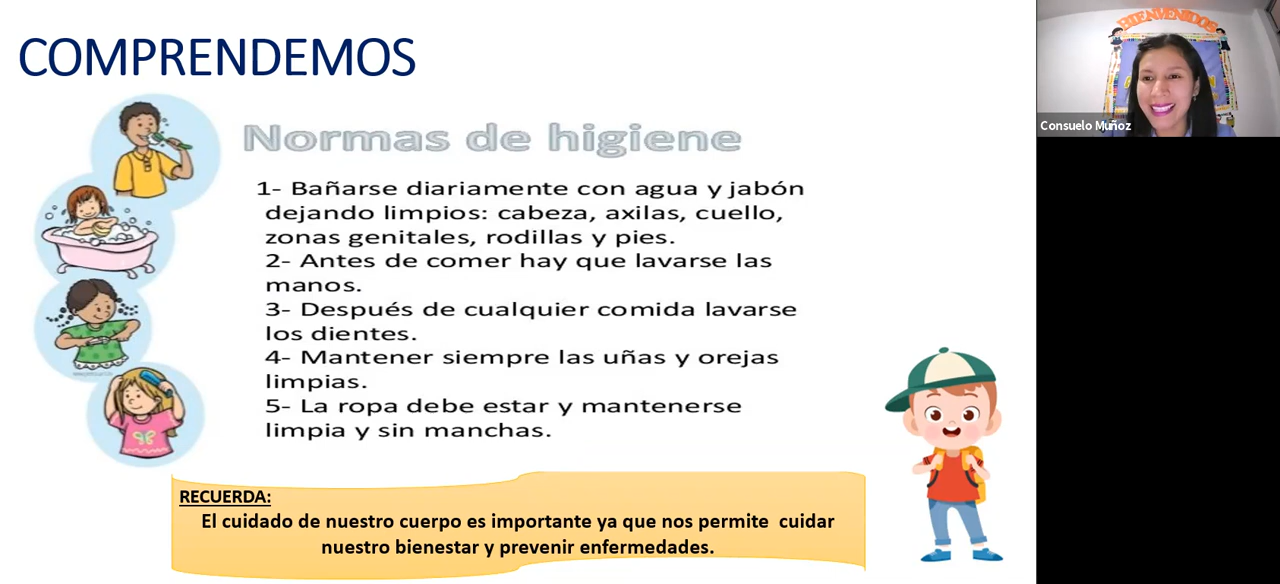 COMPRENDEMOS
Normas de higiene
1- Bañarse diariamente con agua y jabón
dejando limpios: cabeza, axilas, cuello,
zonas genitales, rodillas y pies.
2- Antes de comer hay que lavarse las
manos.
3- Después de cualquier comida lavarse
los dientes.
4- Mantener siempre las uñas y orejas
limpias.
5- La ropa debe estar y mantenerse
limpia y sin manchas.
RECUERDA:
El cuidado de nuestro cuerpo es importante ya que nos permite cuidar
nuestro bienestar y prevenir enfermedades.
BIENVENIDOS
Consuelo Muñoz